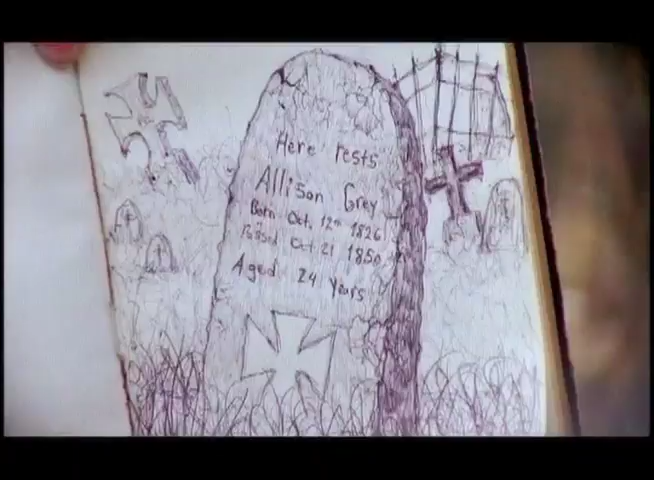 Here rests
Allison Grey
Born Oct. 12th 1826
Passed Oct 21 1850
Aged 24 Years